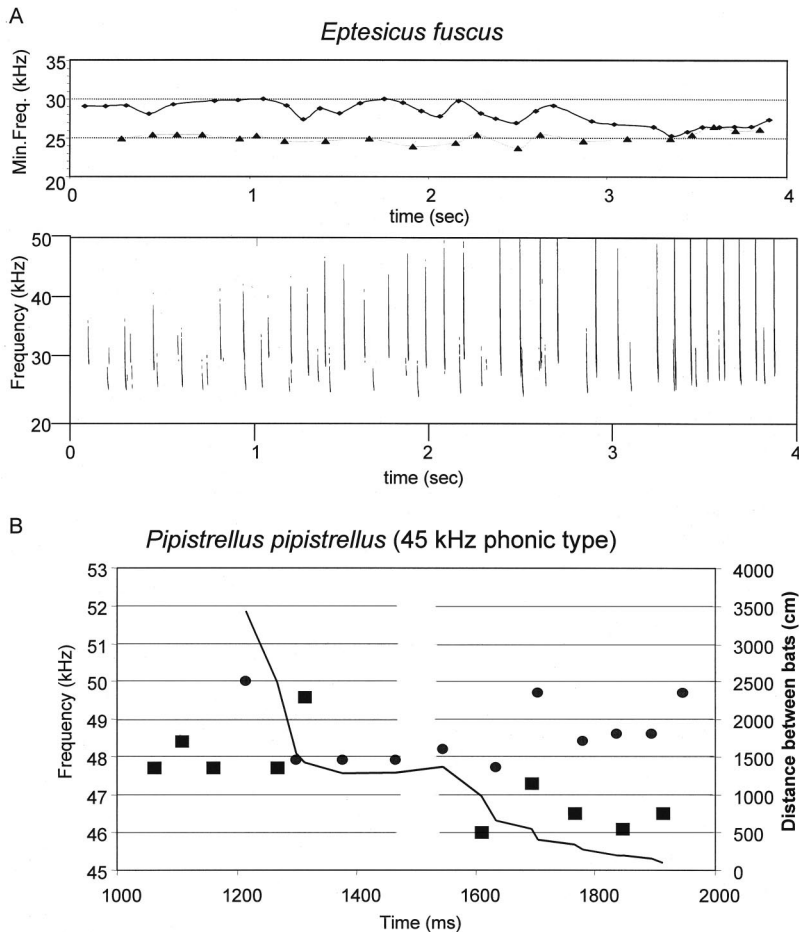 A
Eptesicus fuscus
Min.Freq. (kHz)
35
30
25
20
0 1 2 3 4
time (sec)
Frequency (kHz)
50
40
30
20
0 1 2 3 4
time (sec)
B
Pipistrellus pipistrellus (45 kHz phonic type)
Frequency (kHz)
53
52
51
50
49
48
47
46
45
4000
3500
3000
2500
2000
1500
1000
500
0
Distance between bats (cm)
1000 1200 1400 1600 1800 2000
Time (ms)